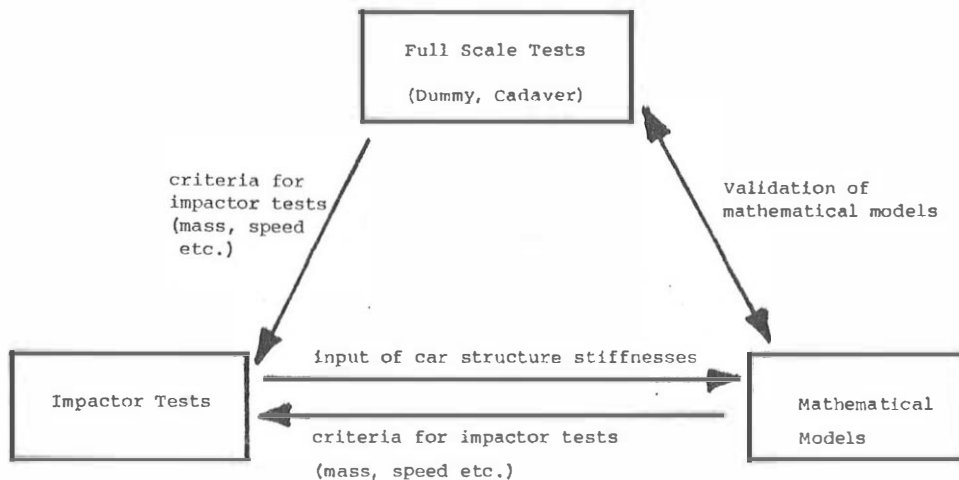 Full Scale Tests
(Dummy, Cadaver)
criteria for
impactor tests
(mass, speed
etc.)
Validation of
mathematical models
input of car structure stiffnesses
Impactor Tests
Mathematical
Models
criteria for impactor tests
(mass, speed etc.)